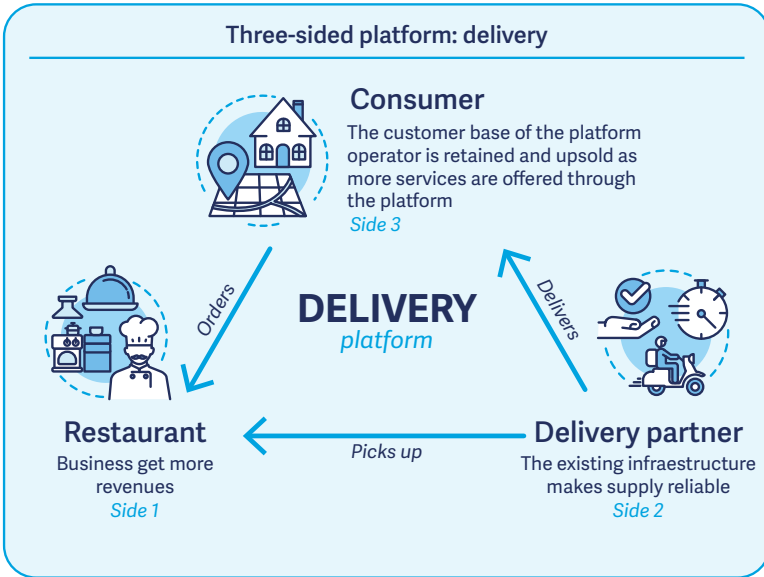 Three-sided platform: delivery
Consumer
The customer base of the platform
operator is retained and upsold as
more services are offered through
the platform
Side 3
Orders
DELIVERY
platform
Delivers
Restaurant
Business get more
revenues
Side 1
Picks up
Delivery partner
The existing infraestructure
makes supply reliable
Side 2